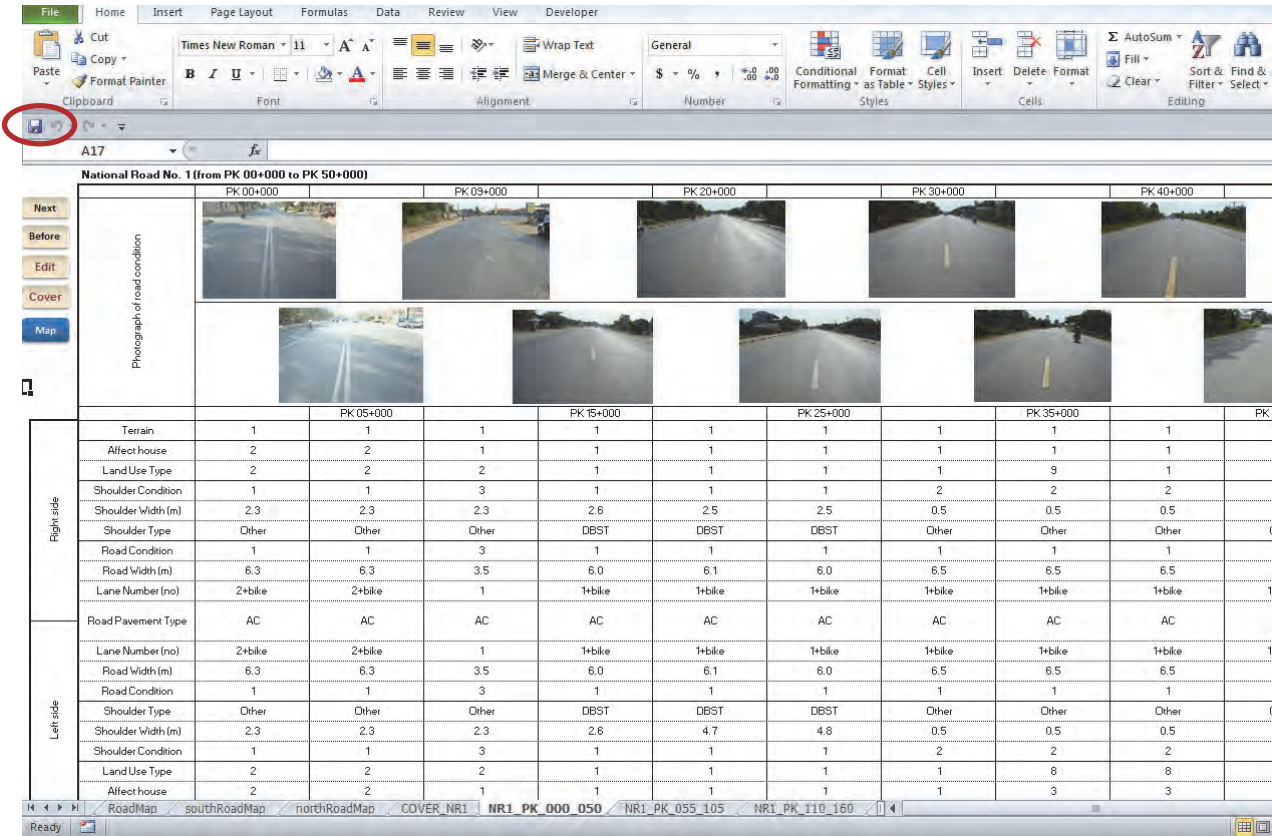 File Home Insert Page Layout Formulas Data Review View Developer
Cut
Copy
Format Painter
Paste
Clipboard
Times New Roman 11 A A
B I U A
Font
Wrap Text
Merge & Center
Alignment
General
$ % , .0 .00 .00 .0
Number
Conditional Formatting
Format as Table
Cell Styles
Styles
Insert Delete Format
Cells
Σ AutoSum
Fill
Clear
Sort & Filter
Find & Select
Editing
A17 fx
National Road No. 1 (from PK 00+000 to PK 50+000)
PK 00+000 PK 09+000 PK 20+000 PK 30+000 PK 40+000
Next
Before
Edit
Cover
Map
Photograph of road condition
PK 05+000 PK 15+000 PK 25+000 PK 35+000 PK
Right side
Terrain 1 1 1 1 1 1 1 1 1
Affect house 2 2 1 1 1 1 1 1 1
Land Use Type 2 2 2 1 1 1 1 9 1
Shoulder Condition 1 1 3 1 1 1 2 2 2
Shoulder Width (m) 2.3 2.3 2.3 2.6 2.5 2.5 0.5 0.5 0.5
Shoulder Type Other Other Other DBST DBST DBST Other Other Other
Road Condition 1 1 3 1 1 1 1 1 1
Road Width (m) 6.3 6.3 3.5 6.0 6.1 6.0 6.5 6.5 6.5
Lane Number (no) 2+bike 2+bike 1 1+bike 1+bike 1+bike 1+bike 1+bike 1+bike 1
Road Pavement Type AC AC AC AC AC AC AC AC AC
Left side
Lane Number (no) 2+bike 2+bike 1 1+bike 1+bike 1+bike 1+bike 1+bike 1+bike 1
Road Width (m) 6.3 6.3 3.5 6.0 6.1 6.0 6.5 6.5 6.5
Road Condition 1 1 3 1 1 1 1 1 1
Shoulder Type Other Other Other DBST DBST DBST Other Other Other
Shoulder Width (m) 2.3 2.3 2.3 2.6 4.7 4.8 0.5 0.5 0.5
Shoulder Condition 1 1 3 1 1 1 2 2 2
Land Use Type 2 2 2 1 1 1 1 8 8
Affect house 2 2 1 1 1 1 1 3 3
RoadMap southRoadMap northRoadMap COVER_NR1 NR1_PK_000_050 NR1_PK_055_105 NR1_PK_110_160
Ready